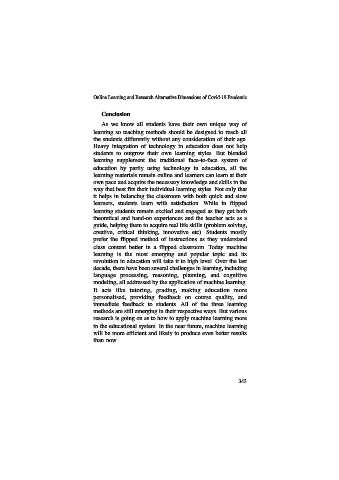 Online Learning and Research Alternative Dimensions of Covid-19 Pandemic
Conclusion
As we know all students have their own unique way of
learning so teaching methods should be designed to reach all
the students differently without any consideration of their age.
Heavy integration of technology in education does not help
students to outgrow their own learning styles. But blended
learning supplement the traditional face-to-face system of
education by partly using technology in education, all the
learning materials remain online and learners can learn at their
own pace and acquire the necessary knowledge and skills in the
way that best fits their individual learning styles. Not only that
it helps in balancing the classroom with both quick and slow
learners, students learn with satisfaction. While in flipped
learning students remain excited and engaged as they get both
theoretical and hand-on experiences and the teacher acts as a
guide, helping them to acquire real life skills (problem solving,
creative, critical thinking, innovative etc). Students mostly
prefer the flipped method of instructions as they understand
class content better in a flipped classroom. Today machine
learning is the most emerging and popular topic and its
revolution in education will take it to high level. Over the last
decade, there have been several challenges in learning, including
language processing, reasoning, planning, and cognitive
modeling, all addressed by the application of machine learning.
It acts like tutoring, grading, making education more
personalised, providing feedback on course quality, and
immediate feedback to students. All of the three learning
methods are still emerging in their respective ways. But various
research is going on as to how to apply machine learning more
in the educational system. In the near future, machine learning
will be more efficient and likely to produce even better results
than now.